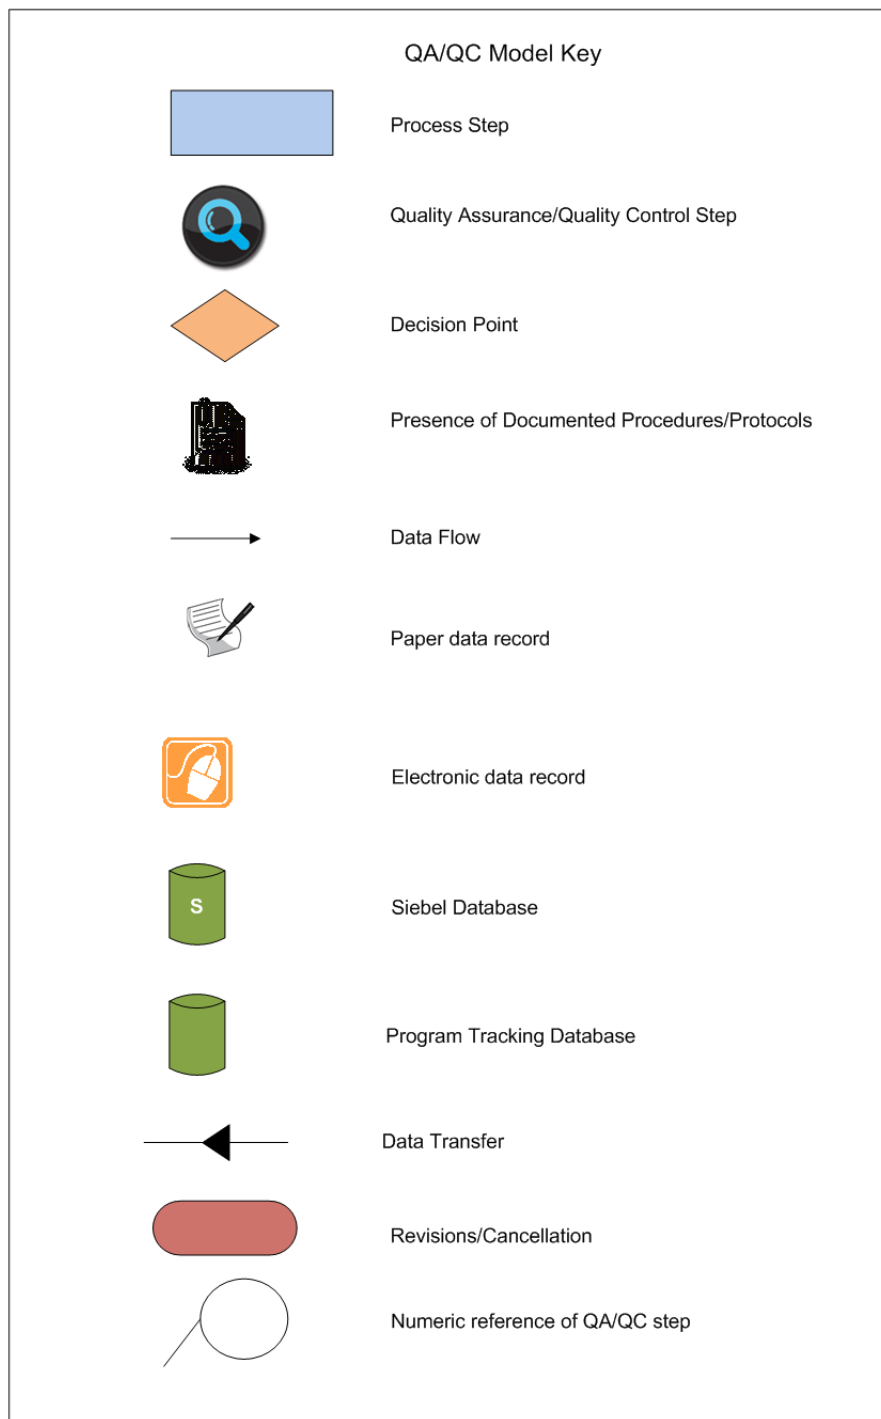 QA/QC Model Key
Process Step
Quality Assurance/Quality Control Step
Decision Point
Presence of Documented Procedures/Protocols
Data Flow
Paper data record
Electronic data record
S
Siebel Database
Program Tracking Database
Data Transfer
Revisions/Cancellation
Numeric reference of QA/QC step